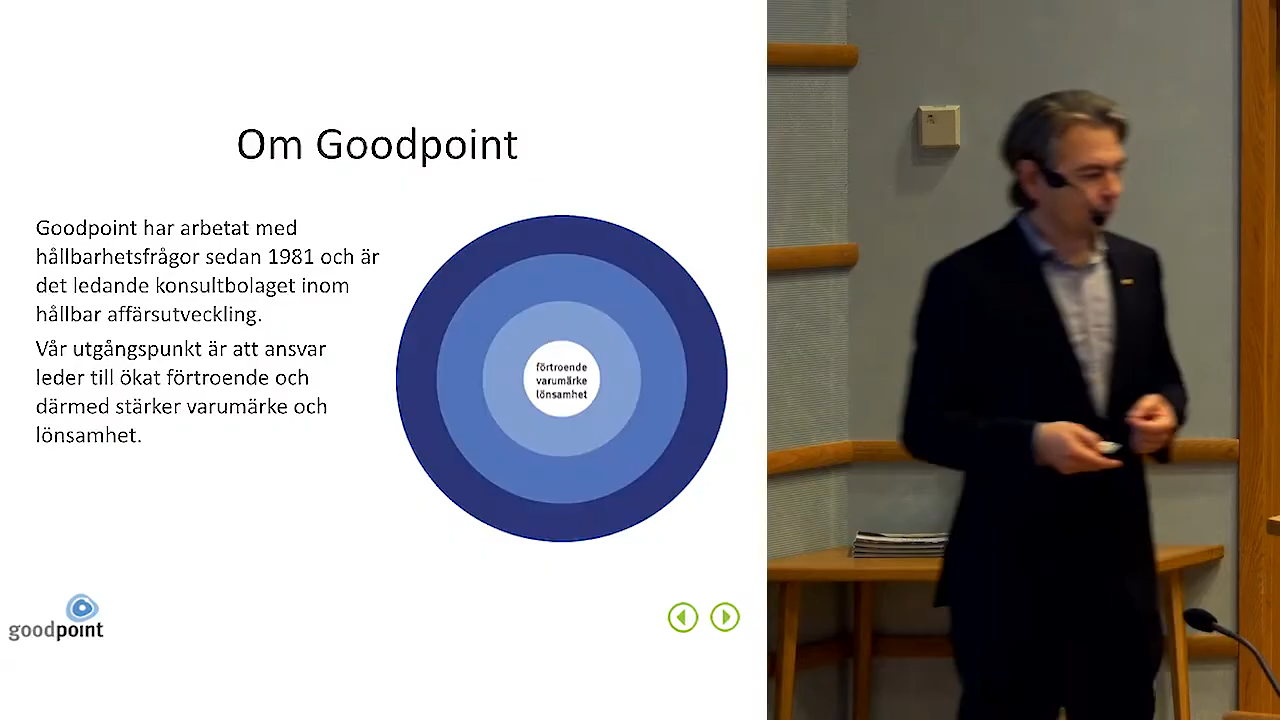 Om Goodpoint
Goodpoint har arbetat med
hållbarhetsfrågor sedan 1981 och är
det ledande konsultbolaget inom
hållbar affärsutveckling.
Vår utgångspunkt är att ansvar
leder till ökat förtroende och
därmed stärker varumärke och
lönsamhet.
förtroende
varumärke
lönsamhet
goodpoint